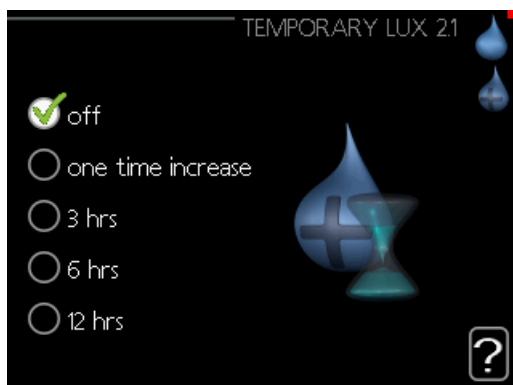 TEMPORARY LUX 2.1
off
one time increase
3 hrs
6 hrs
12 hrs
?